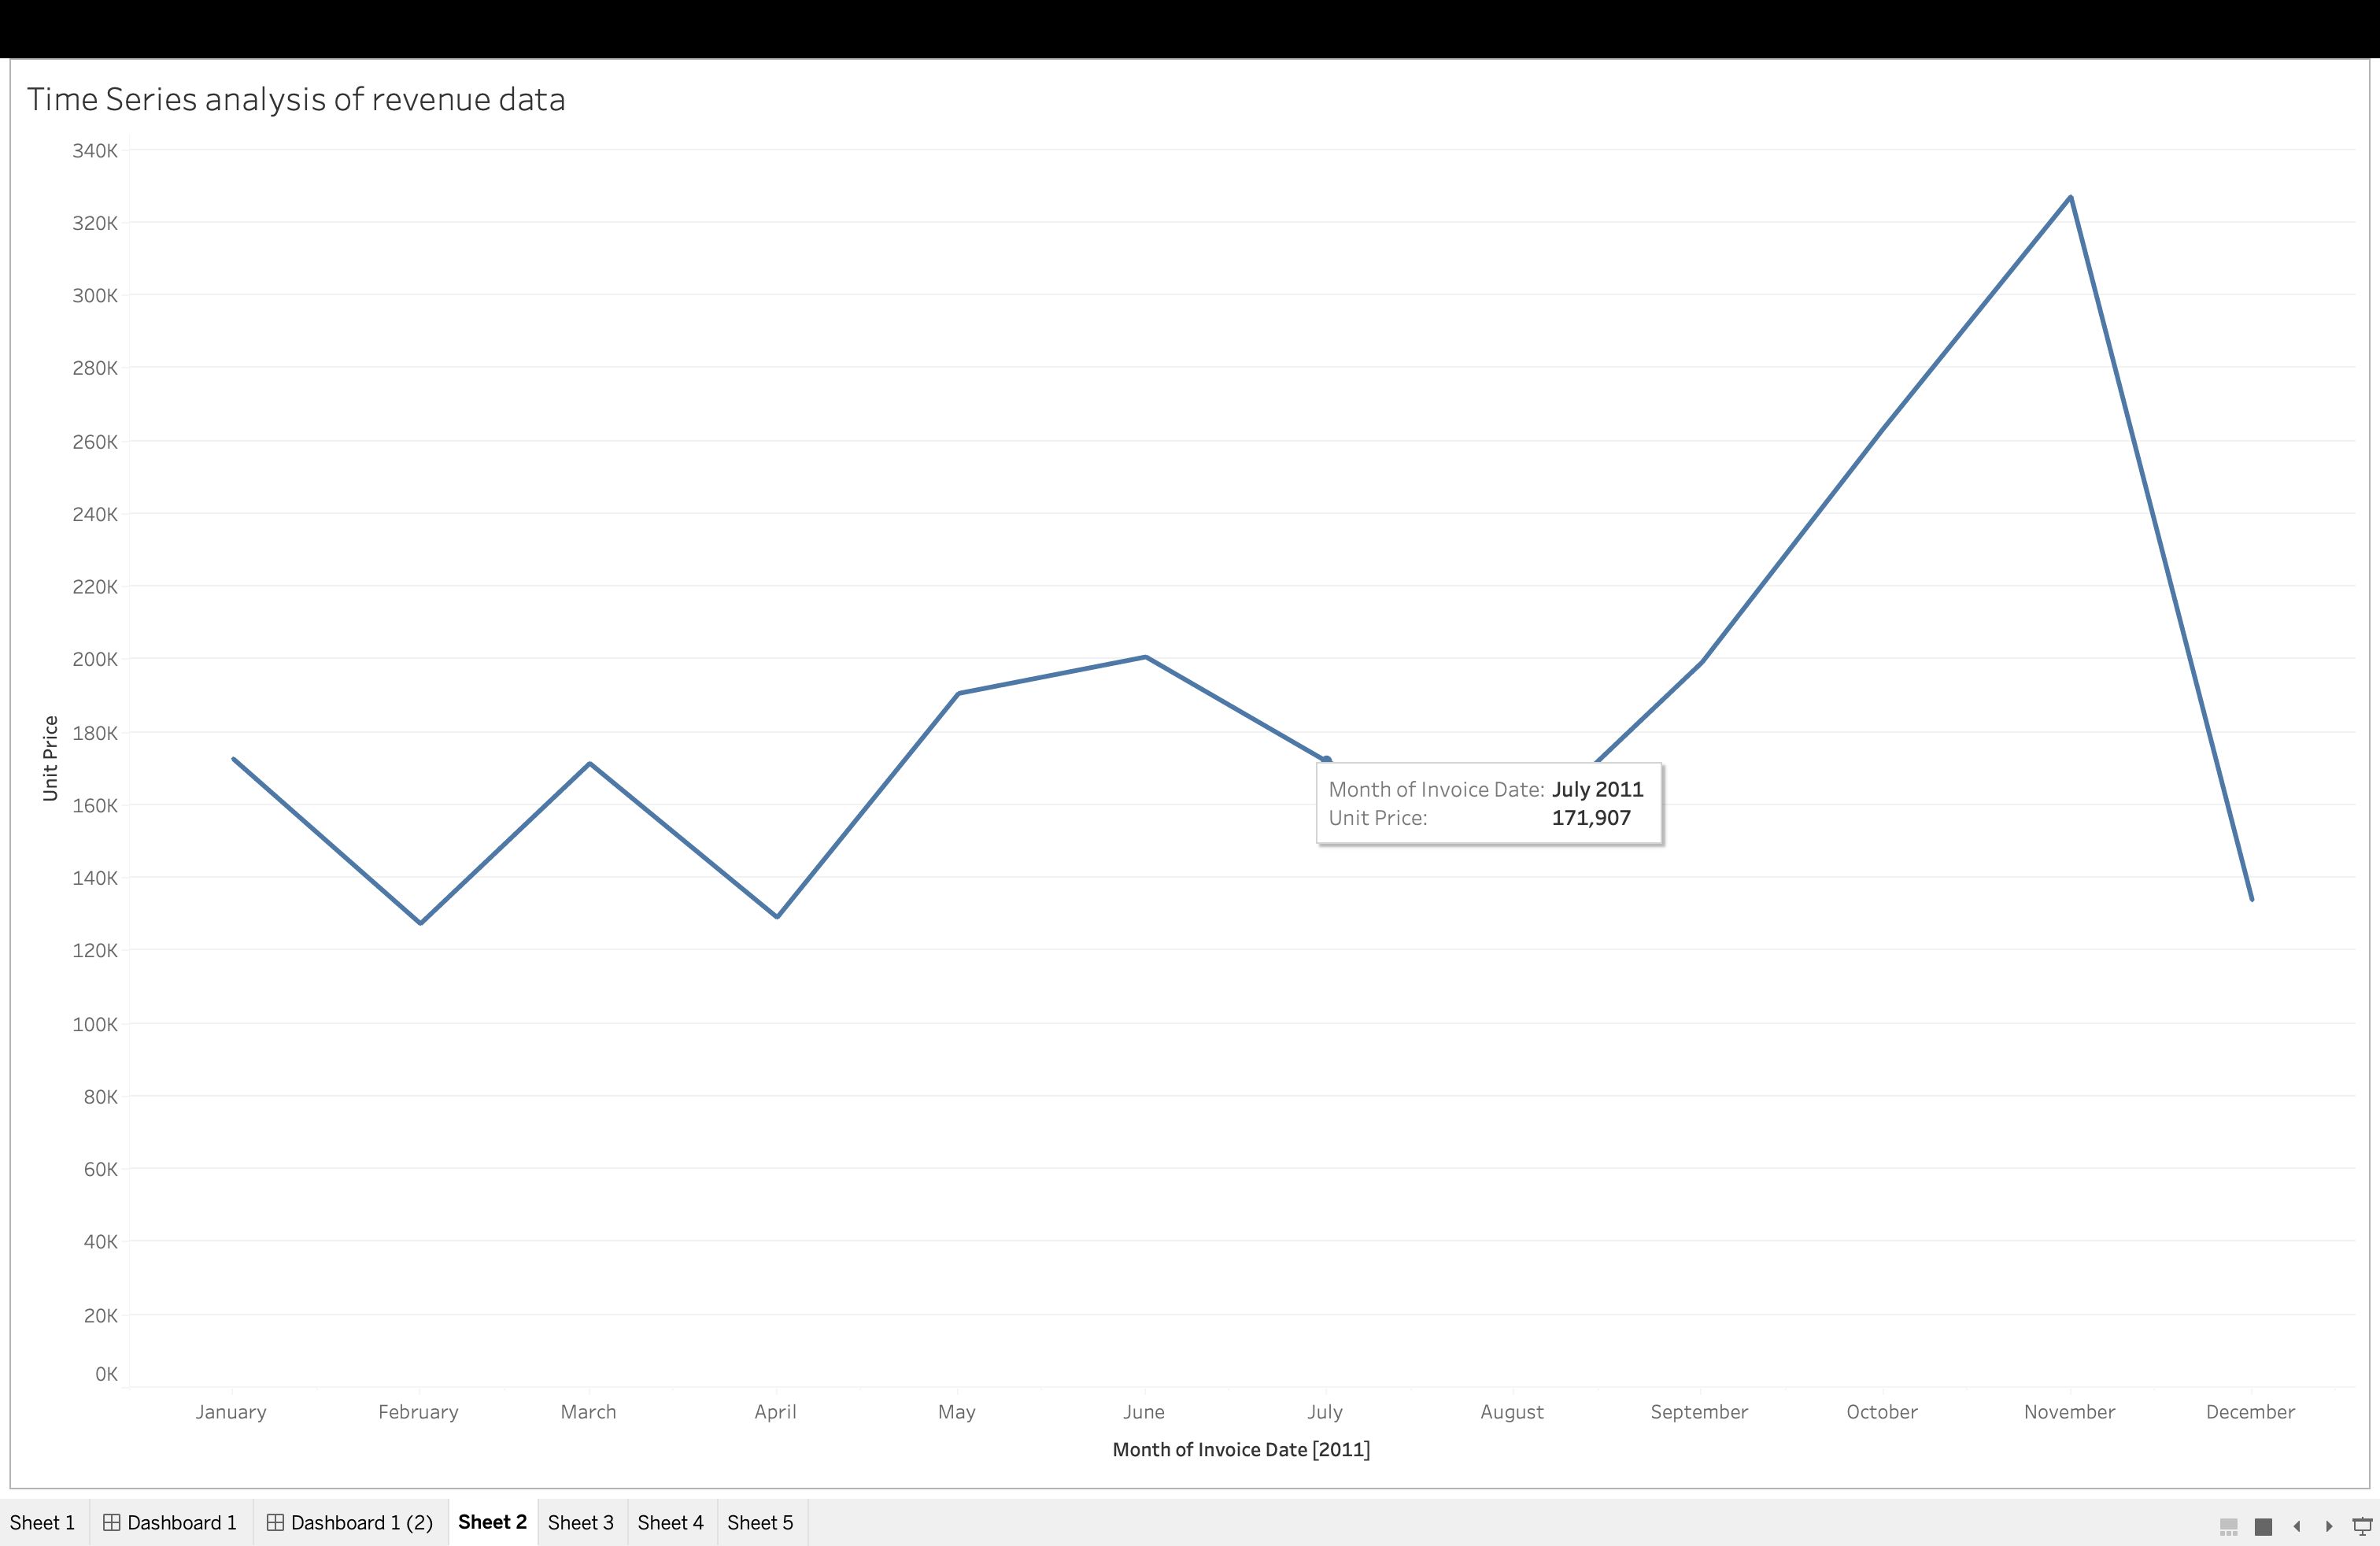 Time Series analysis of revenue data
340K
320K
300K
280K
260K
240K
220K
200K
180K
160K
140K
120K
100K
80K
60K
40K
20K
0K
Unit Price
Month of Invoice Date: July 2011
Unit Price: 171,907
January February March April May June July August September October November December
Month of Invoice Date [2011]
Sheet 1 Dashboard 1 Dashboard 1 (2) Sheet 2 Sheet 3 Sheet 4 Sheet 5